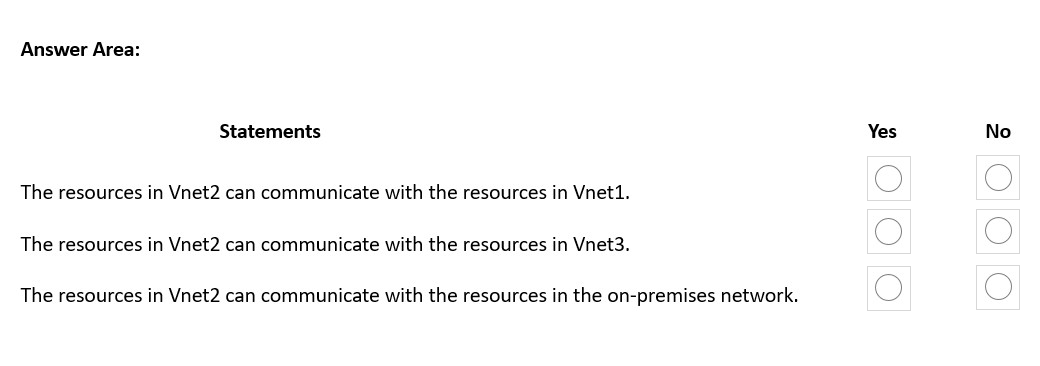 Answer Area:
Statements Yes No
The resources in Vnet2 can communicate with the resources in Vnet1.
The resources in Vnet2 can communicate with the resources in Vnet3.
The resources in Vnet2 can communicate with the resources in the on-premises network.